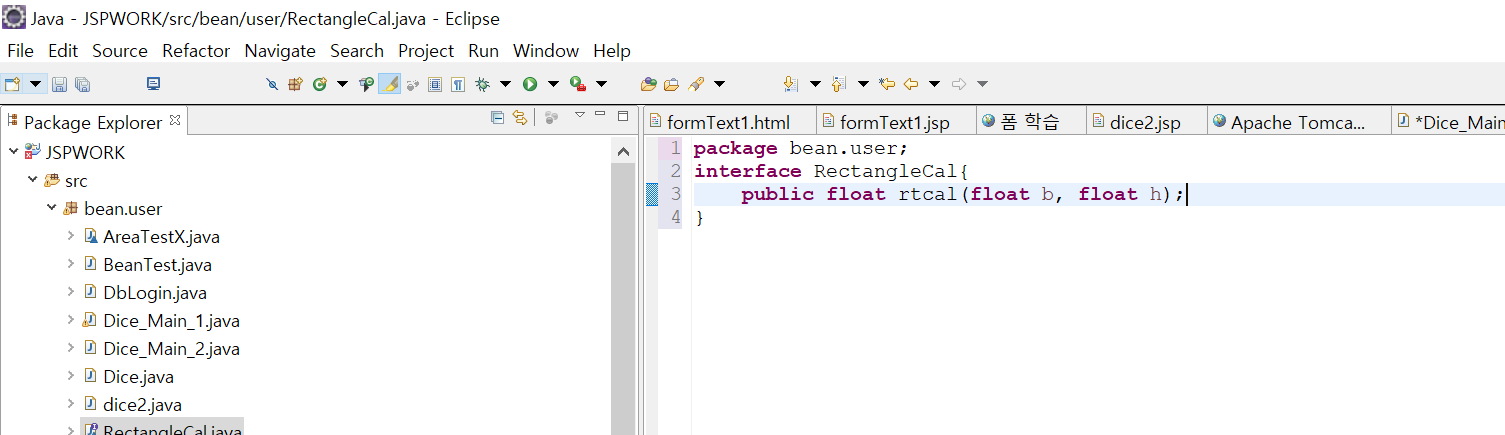 Java - JSPWORK/src/bean/user/RectangleCal.java - Eclipse
File Edit Source Refactor Navigate Search Project Run Window Help
Package Explorer
formText1.html formText1.jsp 폼 학습 dice2.jsp Apache Tomca... *Dice_Main
JSPWORK
src
bean.user
AreaTestX.java
BeanTest.java
DbLogin.java
Dice_Main_1.java
Dice_Main_2.java
Dice.java
dice2.java
RectangleCal.java
1 package bean.user;
2 interface RectangleCal{
3 public float rtcal(float b, float h);
4 }